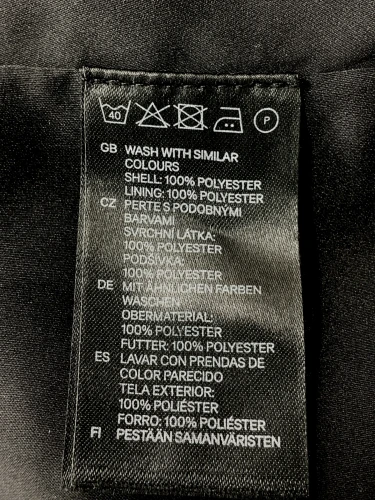 40 P
GB WASH WITH SIMILAR
COLOURS
SHELL: 100% POLYESTER
LINING: 100% POLYESTER
CZ PERTE S PODOBNÝMI
BARVAMI
SVRCHNÍ LÁTKA:
100% POLYESTER
PODŠÍVKA:
100% POLYESTER
DE MIT ÄHNLICHEN FARBEN
WASCHEN
OBERMATERIAL:
100% POLYESTER
FUTTER: 100% POLYESTER
ES LAVAR CON PRENDAS DE
COLOR PARECIDO
TELA EXTERIOR:
100% POLIÉSTER
FORRO: 100% POLIÉSTER
FI PESTÄÄN SAMANVÄRISTEN